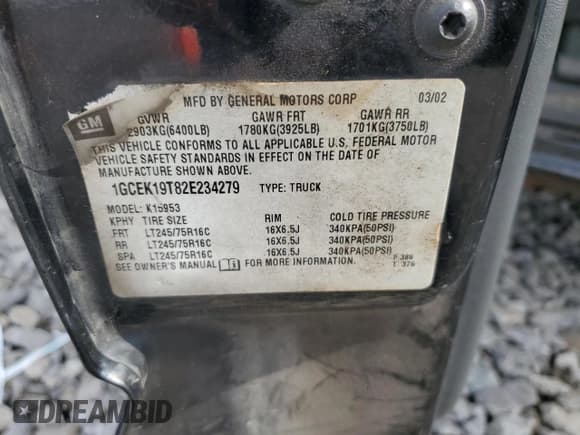 MFD BY GENERAL MOTORS CORP 03/02
GM
GVWR GAWR FRT GAWR RR
2903KG(6400LB) 1780KG(3925LB) 1701KG(3750LB)
THIS VEHICLE CONFORMS TO ALL APPLICABLE U.S. FEDERAL MOTOR
VEHICLE SAFETY STANDARDS IN EFFECT ON THE DATE OF
MANUFACTURE SHOWN ABOVE.
1GCEK19T82E234279 TYPE: TRUCK
MODEL: K15953
KPHY TIRE SIZE RIM COLD TIRE PRESSURE
FRT LT245/75R16C 16X6.5J 340KPA(50PSI)
RR LT245/75R16C 16X6.5J 340KPA(50PSI)
SPA LT245/75R16C 16X6.5J 340KPA(50PSI)
SEE OWNER'S MANUAL FOR MORE INFORMATION.
DREAMBID